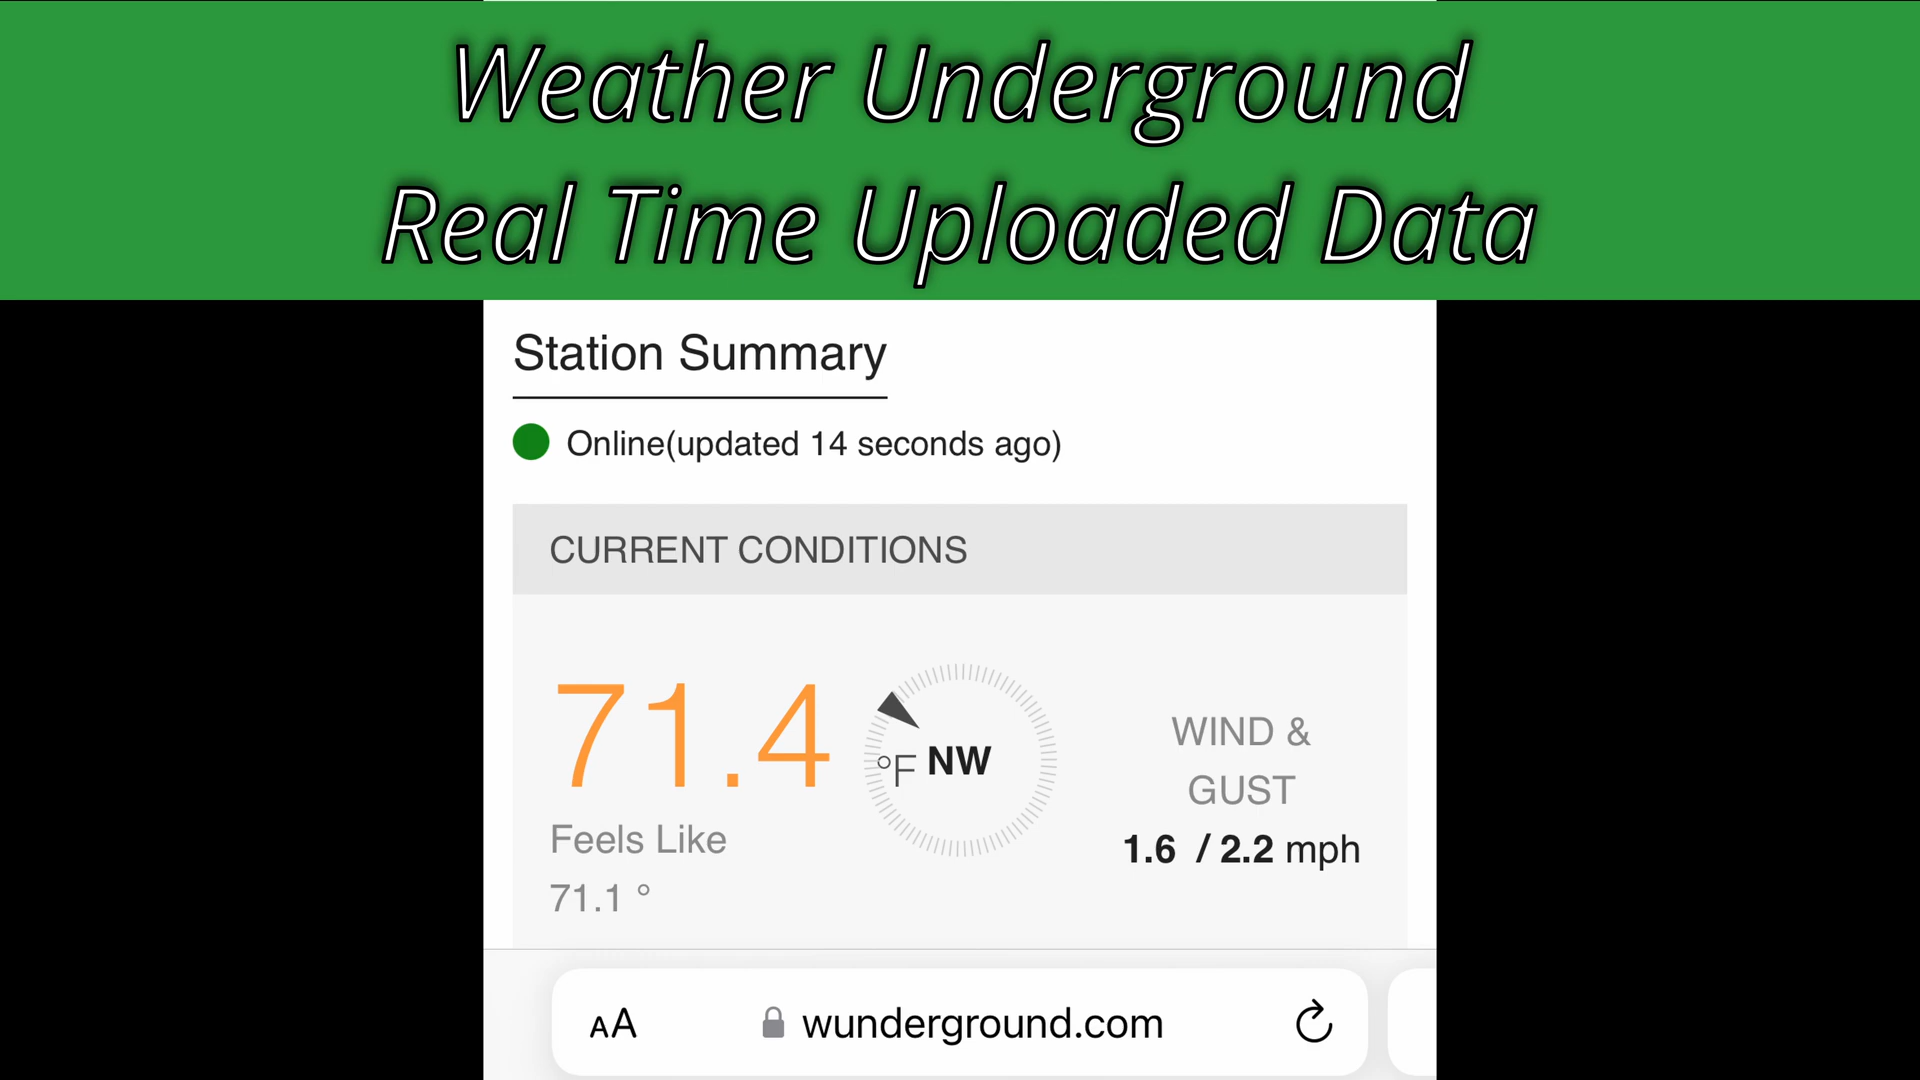 Weather Underground
Real Time Uploaded Data
Station Summary
Online(updated 14 seconds ago)
CURRENT CONDITIONS
71.4
°F
NW
WIND &
GUST
1.6 / 2.2 mph
Feels Like
71.1 °
AA
wunderground.com